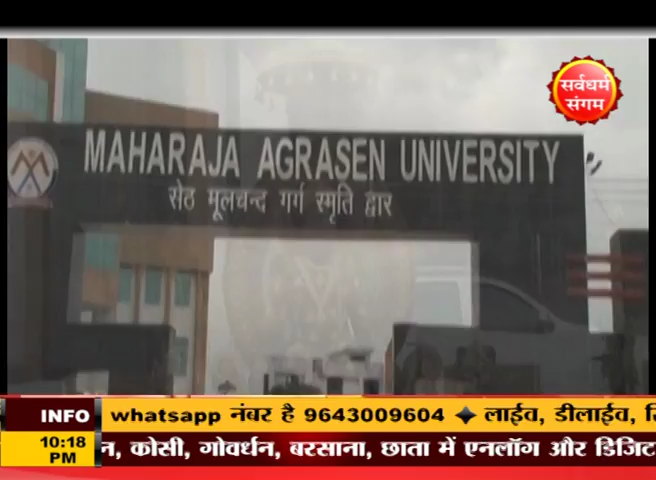 सर्वधर्म
संगम
MAHARAJA AGRASEN UNIVERSITY
सेठ मूलचन्द गर्ग स्मृति द्वार
INFO
whatsapp नंबर है 9643009604 ✦ लाईव, डीलाईव,
10:18
PM
कोसी, गोवर्धन, बरसाना, छाता में एनलॉग और